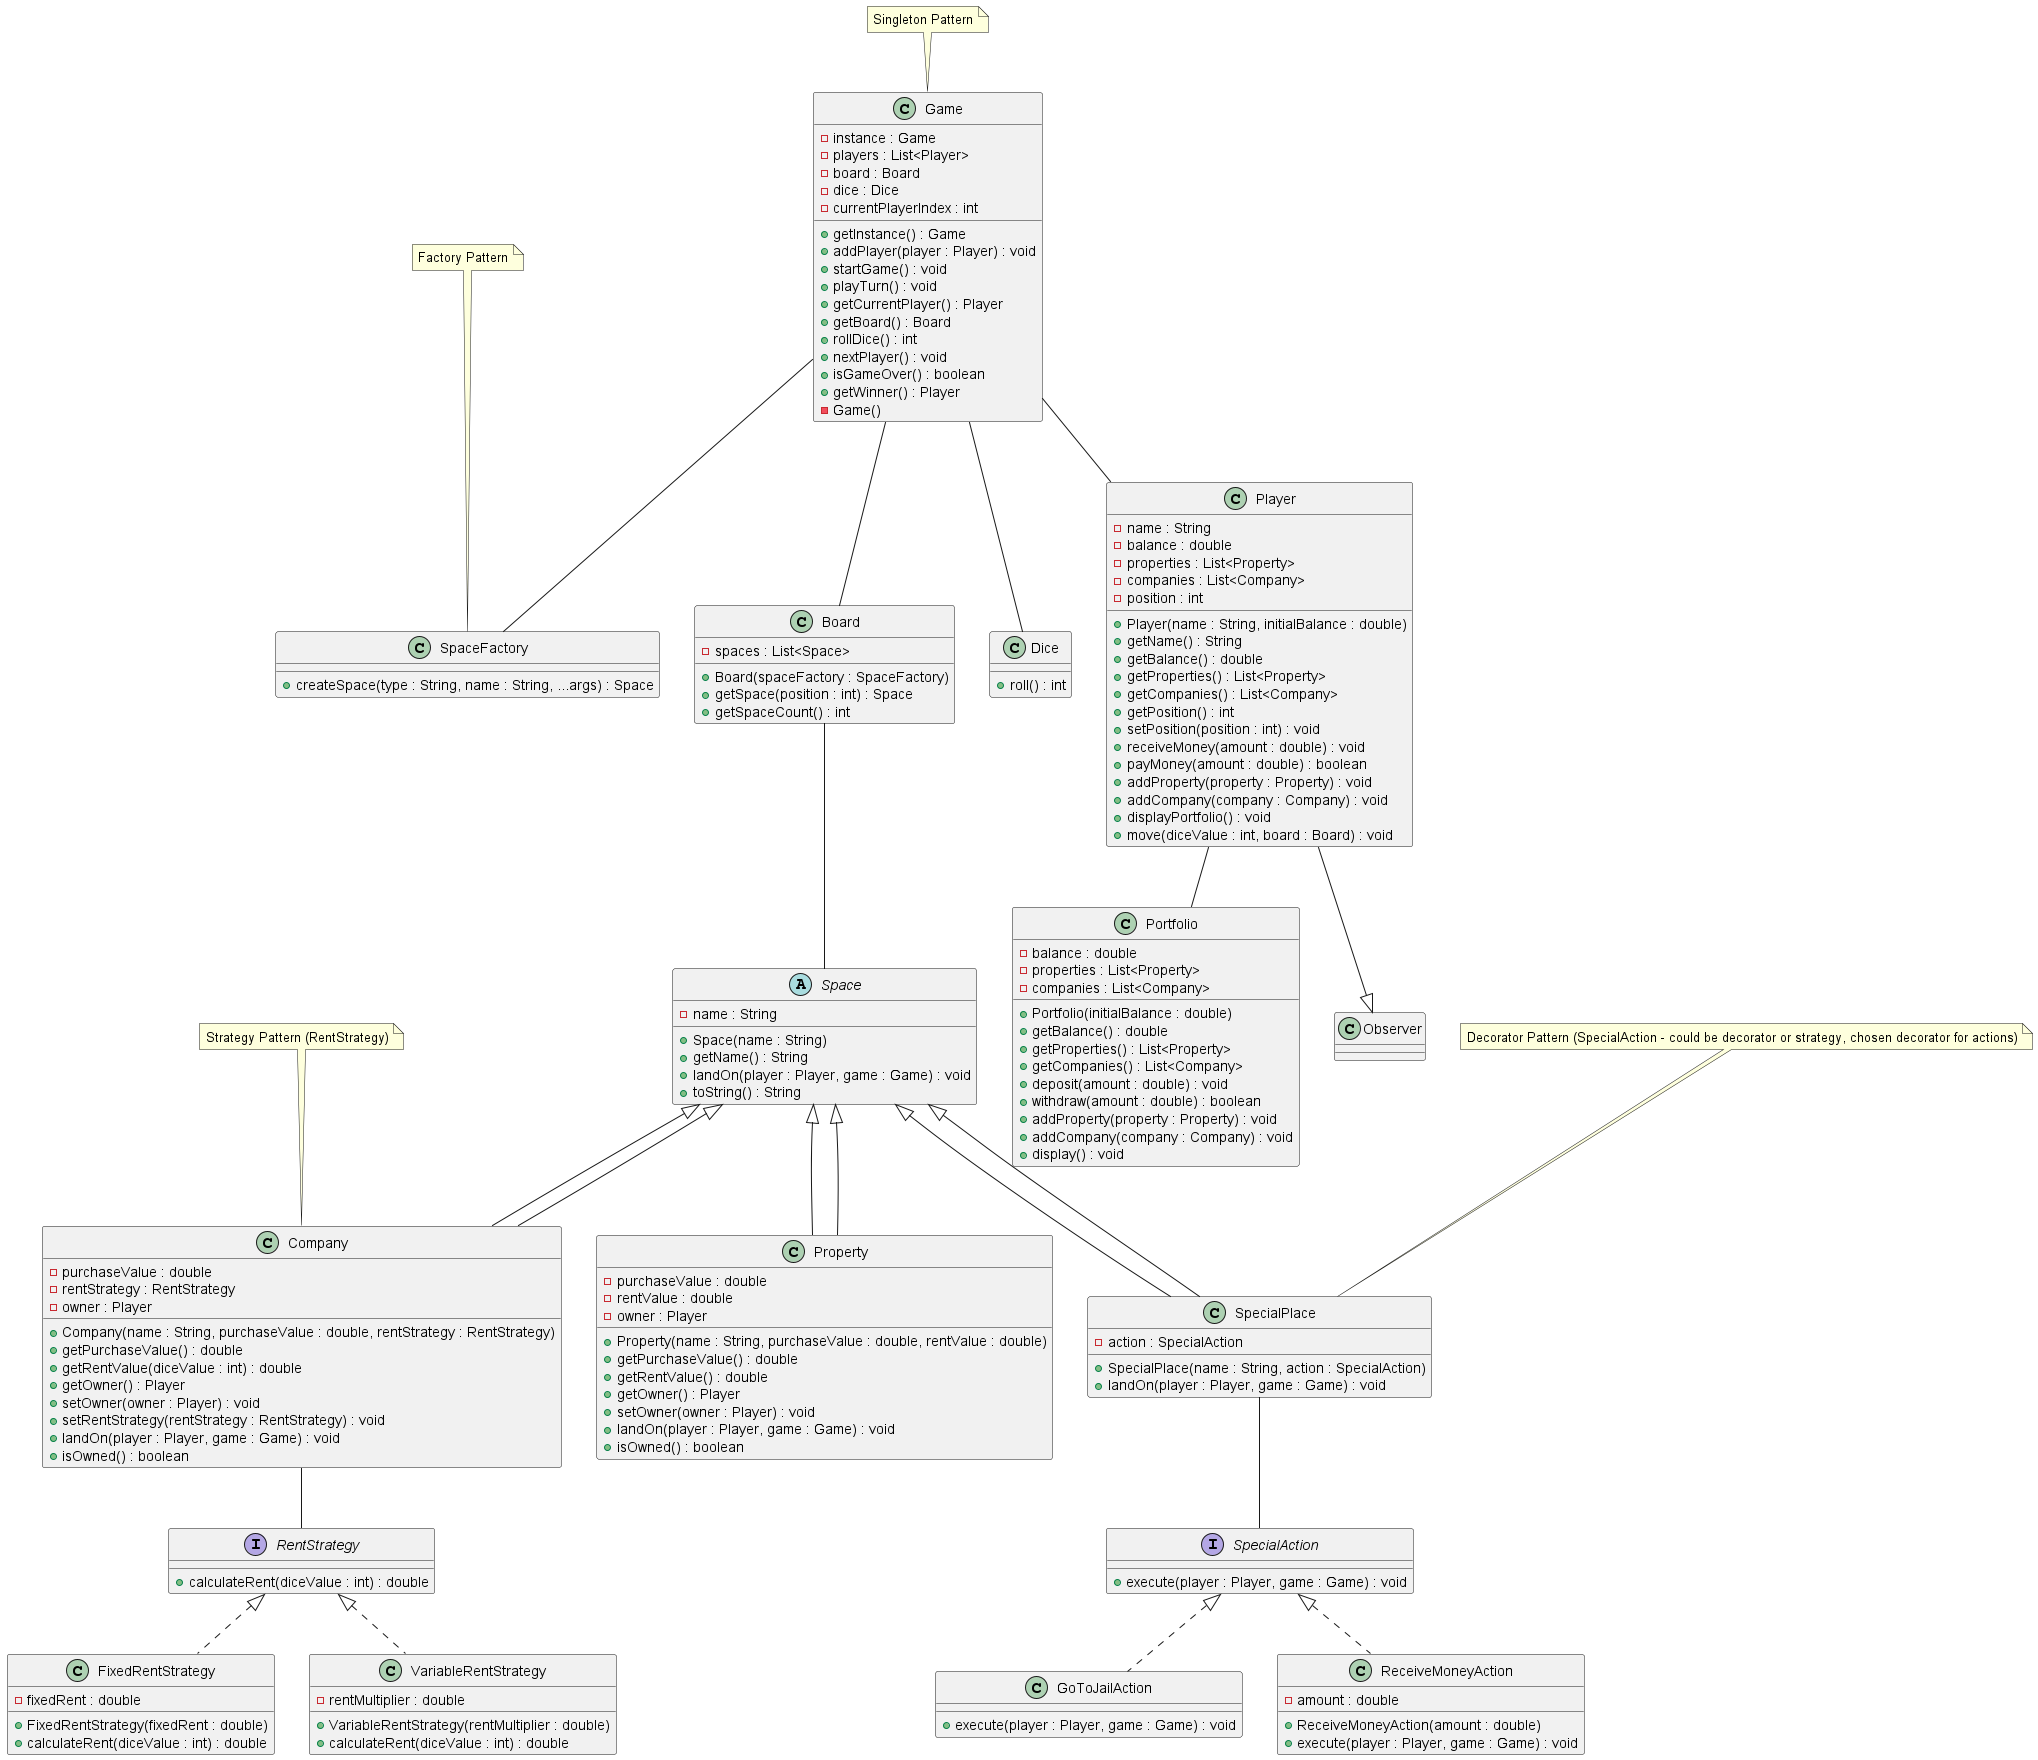 Singleton Pattern
C Game
instance : Game
players : List<Player>
board : Board
dice : Dice
currentPlayerIndex : int
getInstance() : Game
addPlayer(player : Player) : void
startGame() : void
playTurn() : void
getCurrentPlayer() : Player
getBoard() : Board
rollDice() : int
nextPlayer() : void
isGameOver() : boolean
getWinner() : Player
Game()
Factory Pattern
C SpaceFactory
createSpace(type : String, name : String, ...args) : Space
C Board
spaces : List<Space>
Board(spaceFactory : SpaceFactory)
getSpace(position : int) : Space
getSpaceCount() : int
C Dice
roll() : int
C Player
name : String
balance : double
properties : List<Property>
companies : List<Company>
position : int
Player(name : String, initialBalance : double)
getName() : String
getBalance() : double
getProperties() : List<Property>
getCompanies() : List<Company>
getPosition() : int
setPosition(position : int) : void
receiveMoney(amount : double) : void
payMoney(amount : double) : boolean
addProperty(property : Property) : void
addCompany(company : Company) : void
displayPortfolio() : void
move(diceValue : int, board : Board) : void
C Portfolio
balance : double
properties : List<Property>
companies : List<Company>
Portfolio(initialBalance : double)
getBalance() : double
getProperties() : List<Property>
getCompanies() : List<Company>
deposit(amount : double) : void
withdraw(amount : double) : boolean
addProperty(property : Property) : void
addCompany(company : Company) : void
display() : void
C Observer
A Space
name : String
Space(name : String)
getName() : String
landOn(player : Player, game : Game) : void
toString() : String
Strategy Pattern (RentStrategy)
Decorator Pattern (SpecialAction - could be decorator or strategy, chosen decorator for actions)
C Company
purchaseValue : double
rentStrategy : RentStrategy
owner : Player
Company(name : String, purchaseValue : double, rentStrategy : RentStrategy)
getPurchaseValue() : double
getRentValue(diceValue : int) : double
getOwner() : Player
setOwner(owner : Player) : void
setRentStrategy(rentStrategy : RentStrategy) : void
landOn(player : Player, game : Game) : void
isOwned() : boolean
C Property
purchaseValue : double
rentValue : double
owner : Player
Property(name : String, purchaseValue : double, rentValue : double)
getPurchaseValue() : double
getRentValue() : double
getOwner() : Player
setOwner(owner : Player) : void
landOn(player : Player, game : Game) : void
isOwned() : boolean
C SpecialPlace
action : SpecialAction
SpecialPlace(name : String, action : SpecialAction)
landOn(player : Player, game : Game) : void
I RentStrategy
calculateRent(diceValue : int) : double
I SpecialAction
execute(player : Player, game : Game) : void
C FixedRentStrategy
fixedRent : double
FixedRentStrategy(fixedRent : double)
calculateRent(diceValue : int) : double
C VariableRentStrategy
rentMultiplier : double
VariableRentStrategy(rentMultiplier : double)
calculateRent(diceValue : int) : double
C GoToJailAction
execute(player : Player, game : Game) : void
C ReceiveMoneyAction
amount : double
ReceiveMoneyAction(amount : double)
execute(player : Player, game : Game) : void